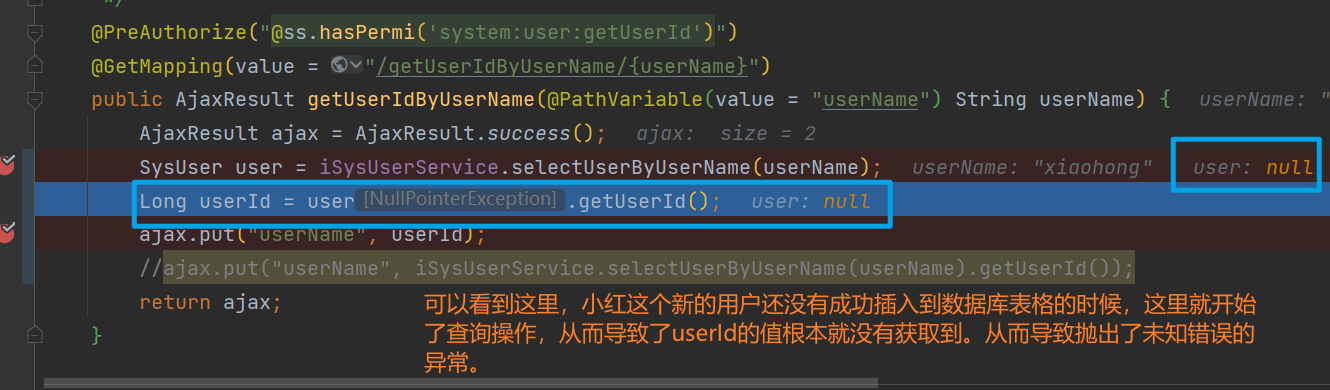 */
@PreAuthorize("@ss.hasPermi('system:user:getUserId')")
@GetMapping(value = "/getUserIdByUserName/{userName}")
public AjaxResult getUserIdByUserName(@PathVariable(value = "userName") String userName) { userName: "
AjaxResult ajax = AjaxResult.success(); ajax: size = 2
SysUser user = iSysUserService.selectUserByUserName(userName); userName: "xiaohong" user: null
Long userId = user [NullPointerException] .getUserId(); user: null
ajax.put("userName", userId);
//ajax.put("userName", iSysUserService.selectUserByUserName(userName).getUserId());
return ajax;
}
可以看到这里，小红这个新的用户还没有成功插入到数据库表格的时候，这里就开始
了查询操作，从而导致了userId的值根本就没有获取到。从而导致抛出了未知错误的
异常。